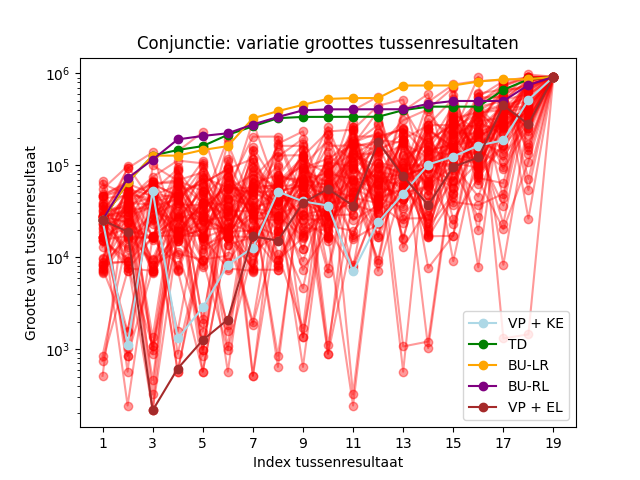 Conjunctie: variatie groottes tussenresultaten
Grootte van tussenresultaat
10^6
10^5
10^4
10^3
1 3 5 7 9 11 13 15 17 19
Index tussenresultaat
VP + KE
TD
BU-LR
BU-RL
VP + EL